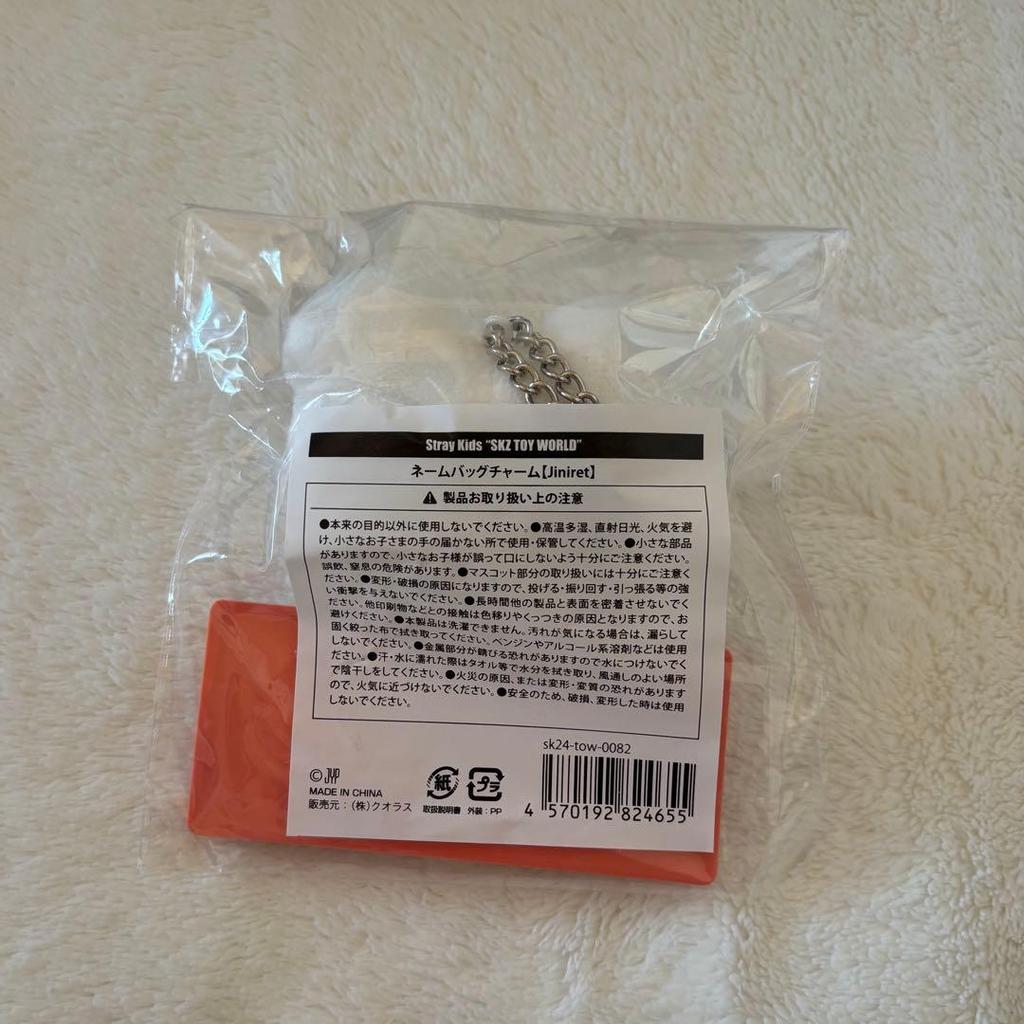 Stray Kids "SKZ TOY WORLD"
ネームバッグチャーム【Jiniret】
製品お取り扱い上の注意
●本来の目的以外に使用しないでください。●高温多湿、直射日光、火気を避
け、小さなお子さまの手の届かない所で使用・保管してください。●小さな部品
がありますので、小さなお子様が誤って口にしないよう十分にご注意ください。
誤飲、窒息の危険があります。●マスコット部分の取り扱いには十分にご注意く
ださい。●変形・破損の原因になりますので、投げる・振り回す・引っ張る等の強
い衝撃を与えないでください。●長時間他の製品と表面を密着させないでく
ださい。他印刷物などとの接触は色移りやくっつきの原因となりますので、お
避けください。●本製品は洗濯できません。汚れが気になる場合は、濡らして
固く絞った布で拭き取ってください。ベンジンやアルコール系溶剤などは使用
しないでください。●金属部分が錆びる恐れがありますので水につけないでく
ださい。●汗・水に濡れた際はタオル等で水分を拭き取り、風通しのよい場所
で陰干しをしてください。●火災の原因、または変形・変質の恐れがあります
ので、火気に近づけないでください。●安全のため、破損、変形した時は使用
しないでください。
sk24-tow-0082
© JYP
MADE IN CHINA
販売元：(株)クオラス
紙
取扱説明書
プラ
外装：PP
4 570192 824655